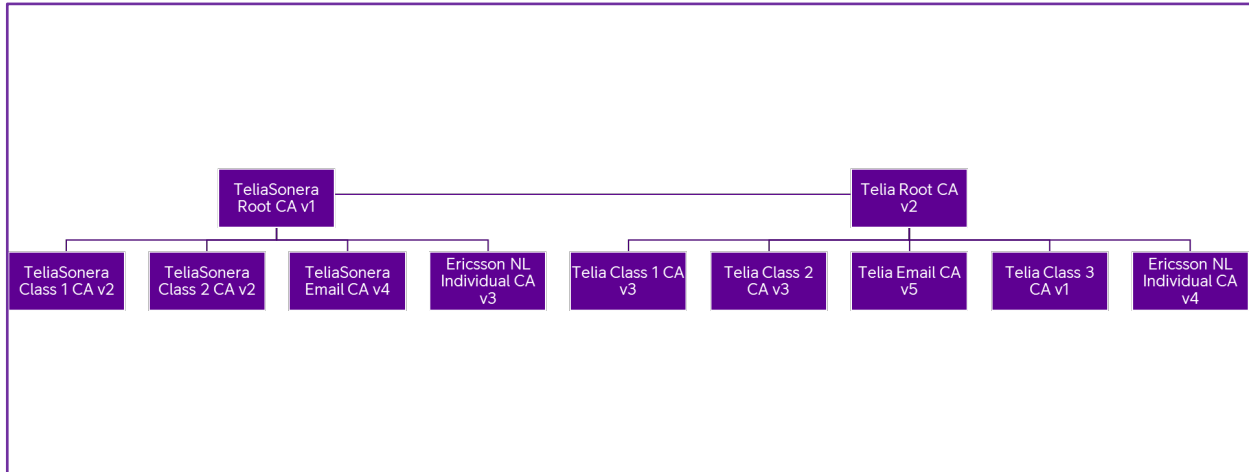 TeliaSonera
Root CA v1
Telia Root CA
v2
TeliaSonera
Class 1 CA v2
TeliaSonera
Class 2 CA v2
TeliaSonera
Email CA v4
Ericsson NL
Individual CA
v3
Telia Class 1 CA
v3
Telia Class 2
CA v3
Telia Email CA
v5
Telia Class 3
CA v1
Ericsson NL
Individual CA
v4